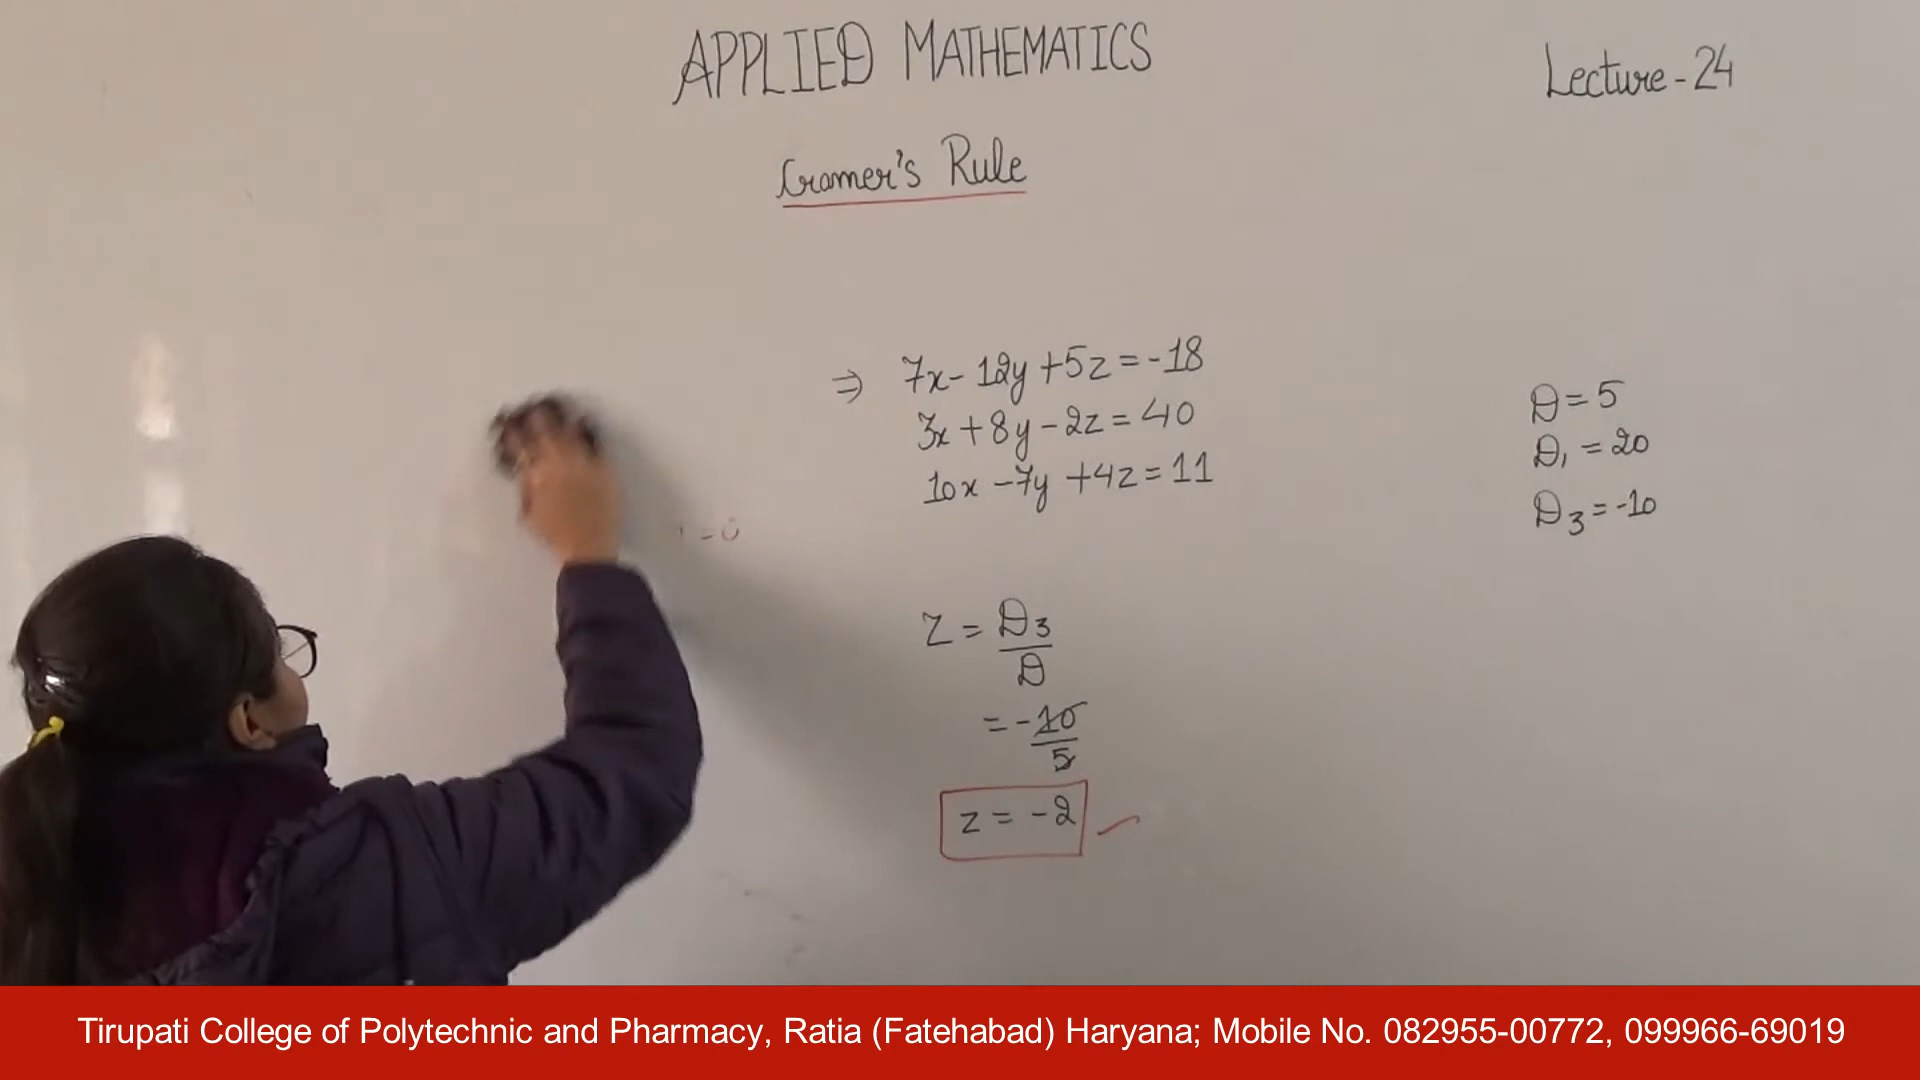 APPLIED MATHEMATICS
Lecture-24
Cramer's Rule
⇒ 7x - 12y + 5z = -18
3x + 8y - 2z = 40
10x - 7y + 4z = 11
D = 5
D₁ = 20
D₃ = -10
Z = D₃/D
= -10/5
z = -2
Tirupati College of Polytechnic and Pharmacy, Ratia (Fatehabad) Haryana; Mobile No. 082955-00772, 099966-69019